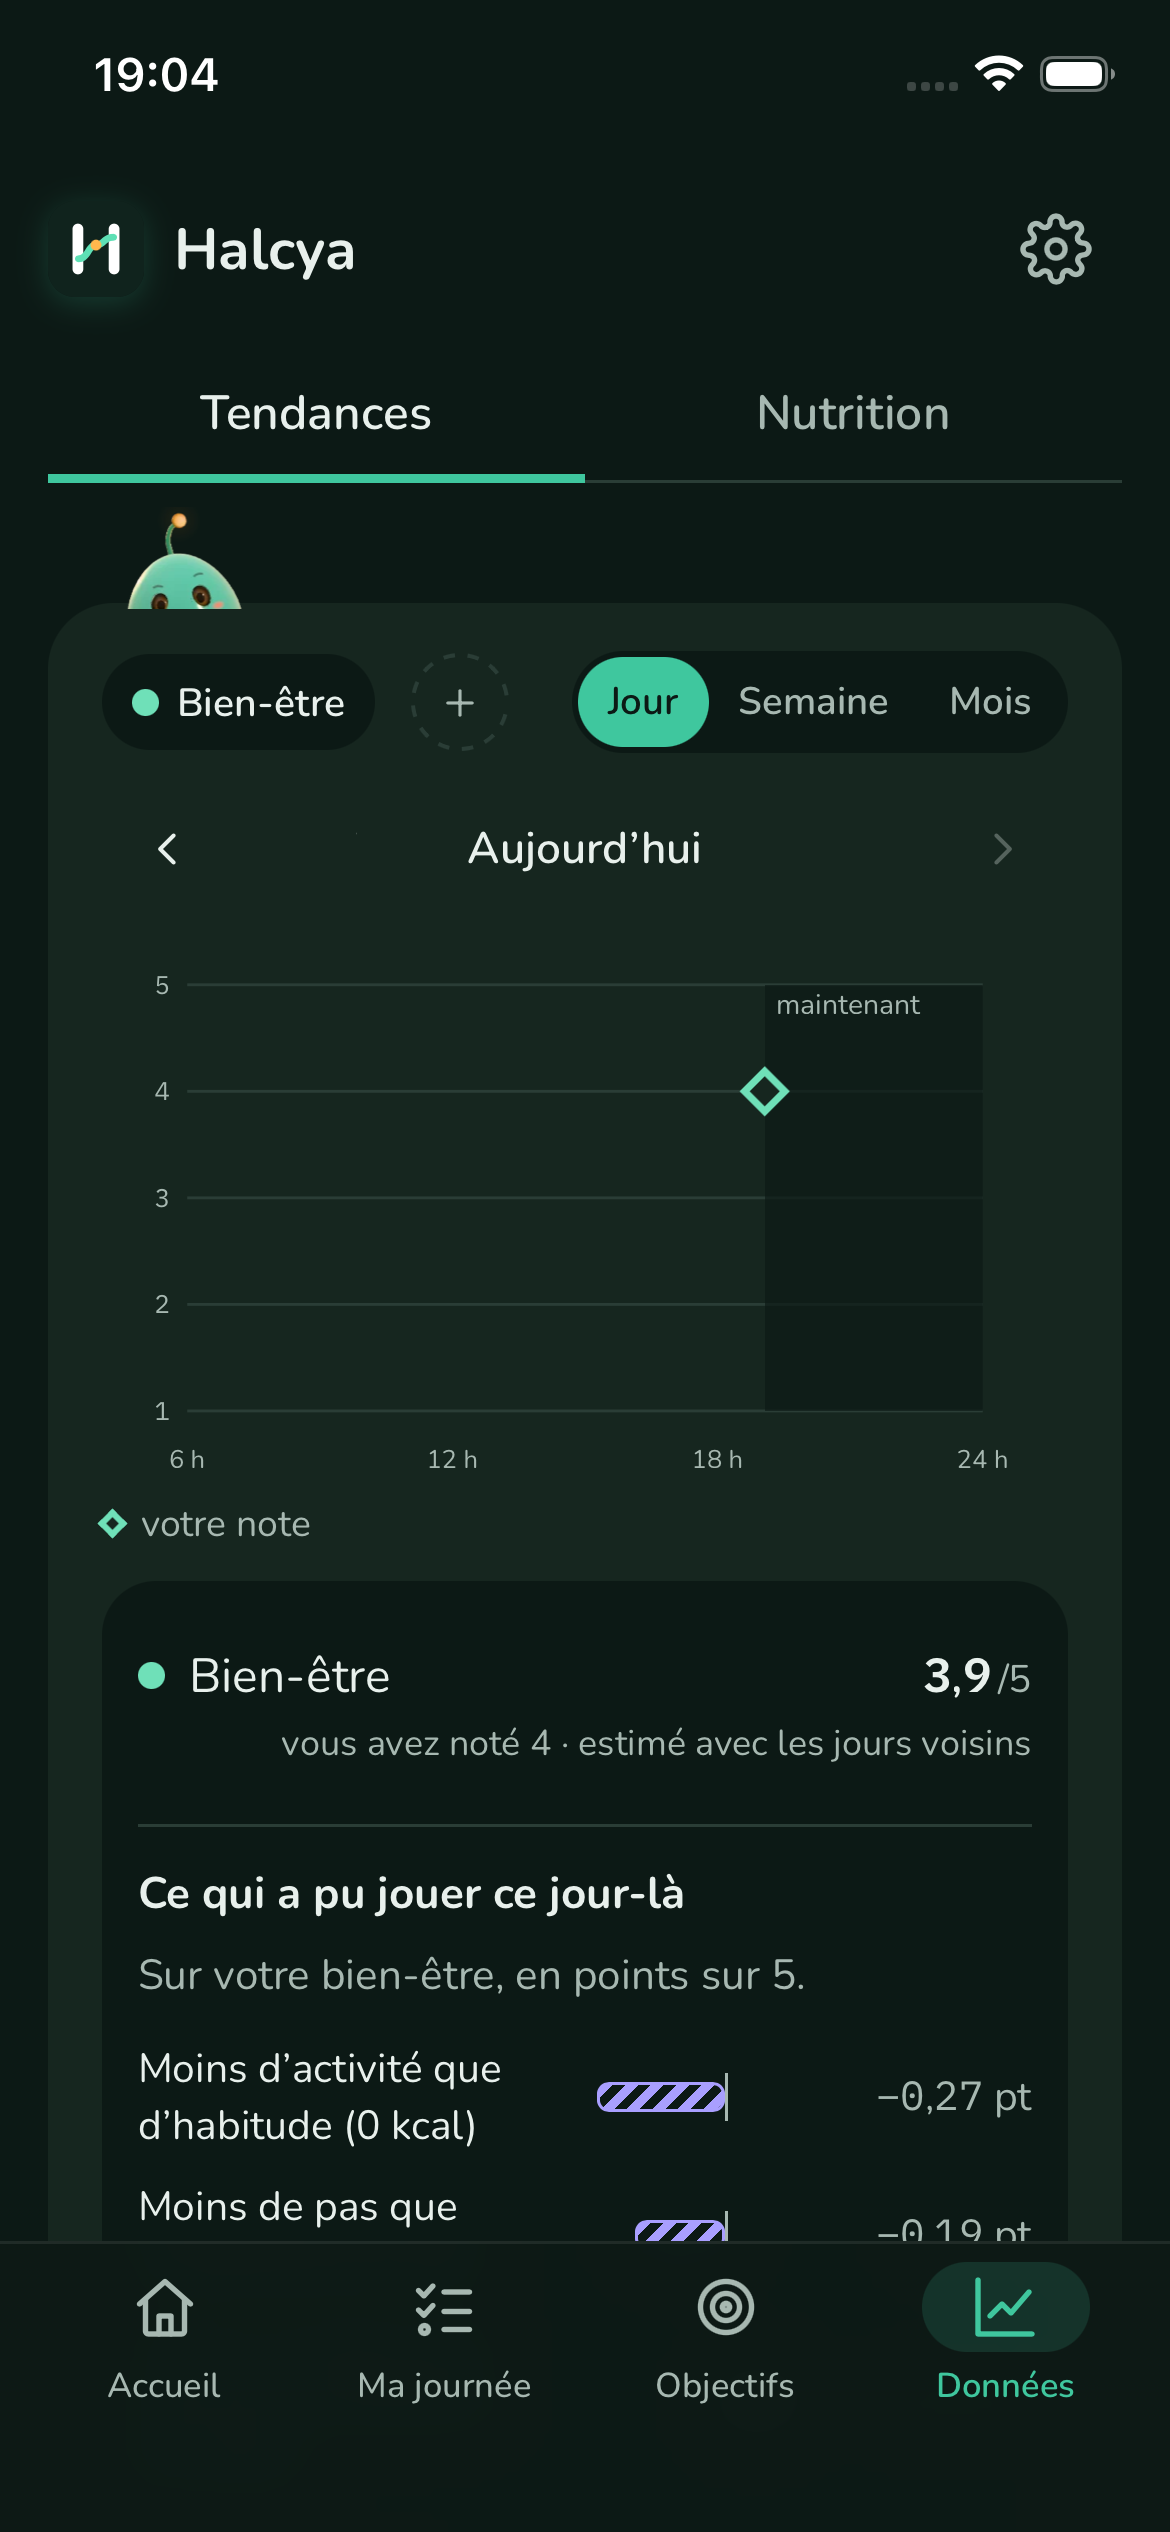 19:04
Halcya
Tendances
Nutrition
Bien-être
+
Jour
Semaine
Mois
Aujourd’hui
5
maintenant
4
3
2
1
6 h
12 h
18 h
24 h
votre note
Bien-être
3,9/5
vous avez noté 4 · estimé avec les jours voisins
Ce qui a pu jouer ce jour-là
Sur votre bien-être, en points sur 5.
Moins d’activité que
d’habitude (0 kcal)
−0,27 pt
Moins de pas que
−0,19 pt
Accueil
Ma journée
Objectifs
Données